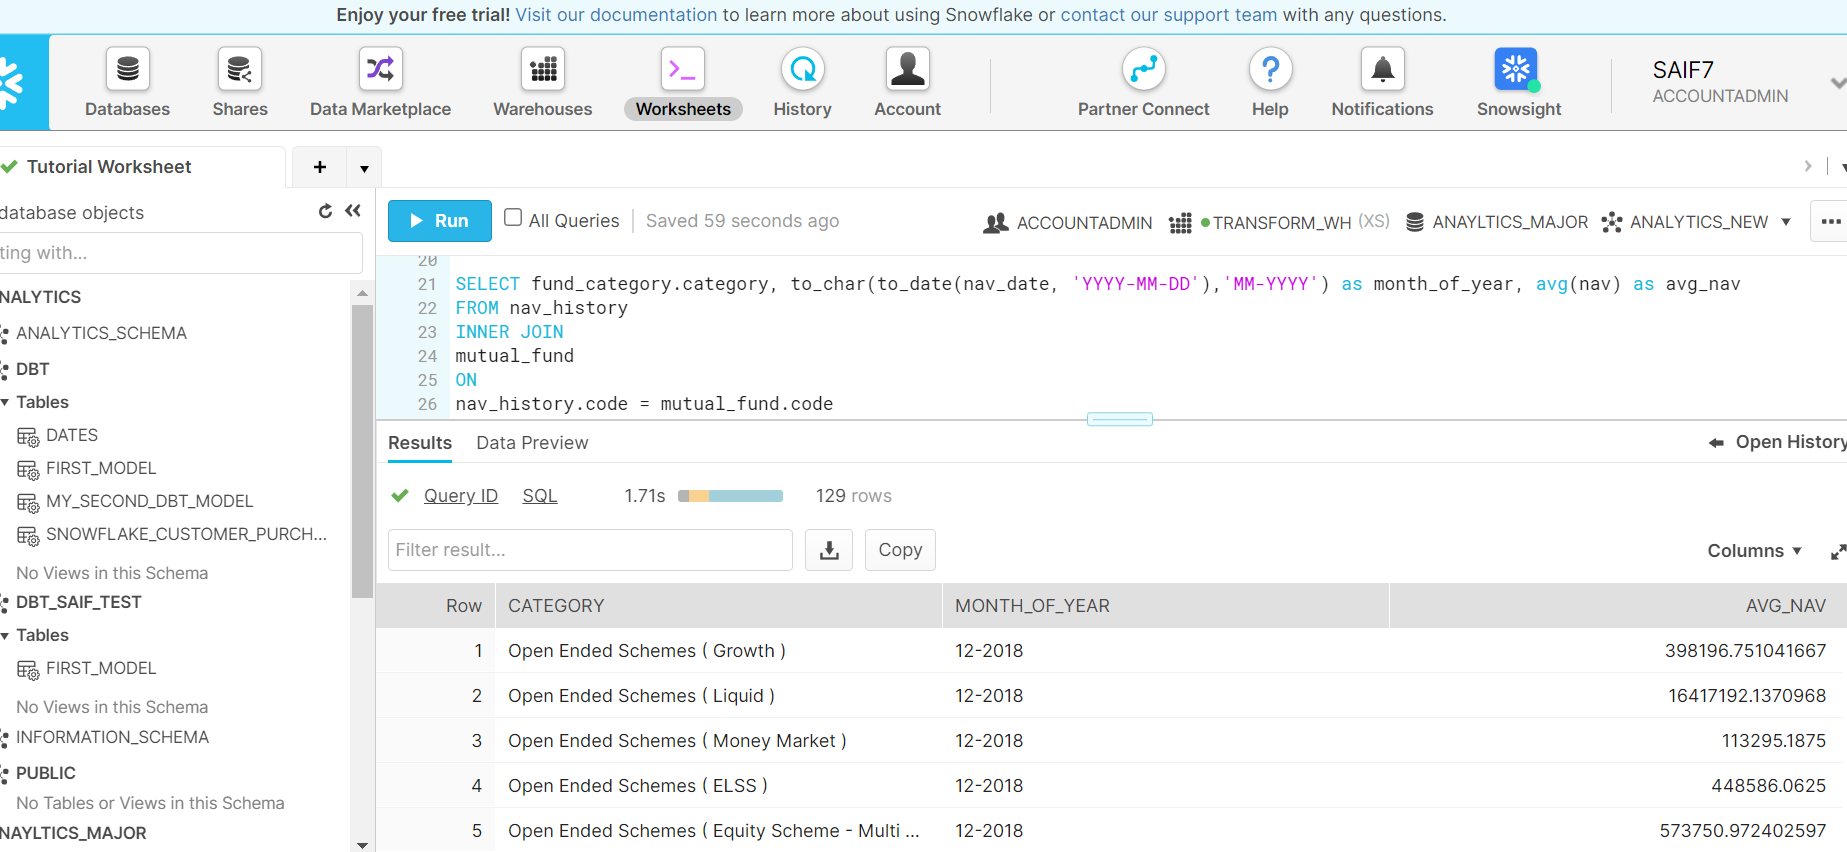 Enjoy your free trial! Visit our documentation to learn more about using Snowflake or contact our support team with any questions.
Databases
Shares
Data Marketplace
Warehouses
Worksheets
History
Account
Partner Connect
Help
Notifications
Snowsight
SAIF7
ACCOUNTADMIN
Tutorial Worksheet
database objects
ting with...
NALYTICS
ANALYTICS_SCHEMA
DBT
Tables
DATES
FIRST_MODEL
MY_SECOND_DBT_MODEL
SNOWFLAKE_CUSTOMER_PURCH...
No Views in this Schema
DBT_SAIF_TEST
Tables
FIRST_MODEL
No Views in this Schema
INFORMATION_SCHEMA
PUBLIC
No Tables or Views in this Schema
NAYLTICS_MAJOR
Run All Queries Saved 59 seconds ago ACCOUNTADMIN TRANSFORM_WH (XS) ANAYLTICS_MAJOR ANALYTICS_NEW
20
21 SELECT fund_category.category, to_char(to_date(nav_date, 'YYYY-MM-DD'),'MM-YYYY') as month_of_year, avg(nav) as avg_nav
22 FROM nav_history
23 INNER JOIN
24 mutual_fund
25 ON
26 nav_history.code = mutual_fund.code
Results Data Preview Open History
Query ID SQL 1.71s 129 rows
Filter result... Copy Columns
Row CATEGORY MONTH_OF_YEAR AVG_NAV
1 Open Ended Schemes ( Growth ) 12-2018 398196.751041667
2 Open Ended Schemes ( Liquid ) 12-2018 16417192.1370968
3 Open Ended Schemes ( Money Market ) 12-2018 113295.1875
4 Open Ended Schemes ( ELSS ) 12-2018 448586.0625
5 Open Ended Schemes ( Equity Scheme - Multi ... 12-2018 573750.972402597